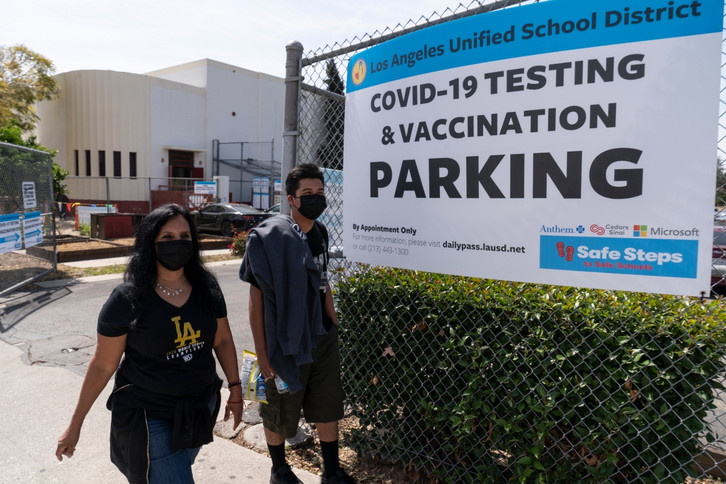 Los Angeles Unified School District
COVID-19 TESTING
& VACCINATION
PARKING
By Appointment Only
For more information, please visit dailypass.lausd.net
or call (213) 443-1300
Anthem Cedars Sinai Microsoft
Safe Steps
to Safe Schools
LA